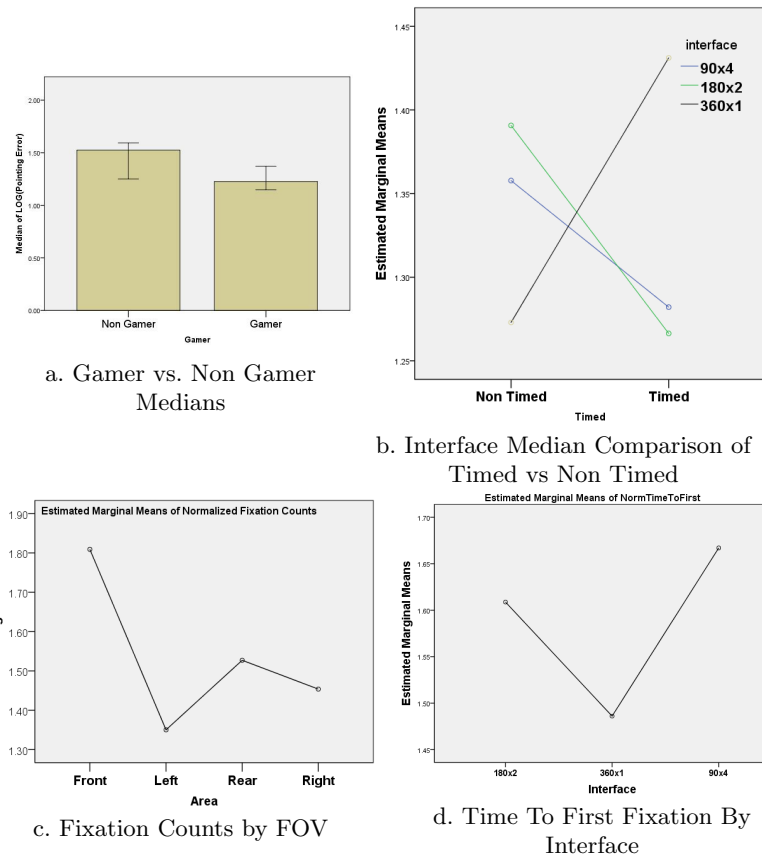 2.00
1.50
1.00
0.50
0.00
Median of LOG(Pointing Error)
Non Gamer
Gamer
Gamer
a. Gamer vs. Non Gamer
Medians
1.45
1.40
1.35
1.30
1.25
Estimated Marginal Means
interface
90x4
180x2
360x1
Non Timed
Timed
Timed
b. Interface Median Comparison of
Timed vs Non Timed
Estimated Marginal Means of Normalized Fixation Counts
1.90
1.80
1.70
1.60
1.50
1.40
1.30
Front
Left
Rear
Right
Area
c. Fixation Counts by FOV
Estimated Marginal Means of NormTimeToFirst
1.70
1.65
1.60
1.55
1.50
1.45
Estimated Marginal Means
180x2
360x1
90x4
Interface
d. Time To First Fixation By
Interface